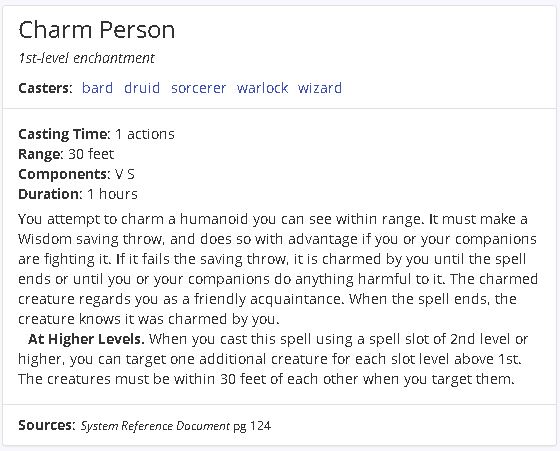 Charm Person
1st-level enchantment
Casters: bard druid sorcerer warlock wizard
Casting Time: 1 actions
Range: 30 feet
Components: V S
Duration: 1 hours
You attempt to charm a humanoid you can see within range. It must make a
Wisdom saving throw, and does so with advantage if you or your companions
are fighting it. If it fails the saving throw, it is charmed by you until the spell
ends or until you or your companions do anything harmful to it. The charmed
creature regards you as a friendly acquaintance. When the spell ends, the
creature knows it was charmed by you.
At Higher Levels. When you cast this spell using a spell slot of 2nd level or
higher, you can target one additional creature for each slot level above 1st.
The creatures must be within 30 feet of each other when you target them.
Sources: System Reference Document pg 124